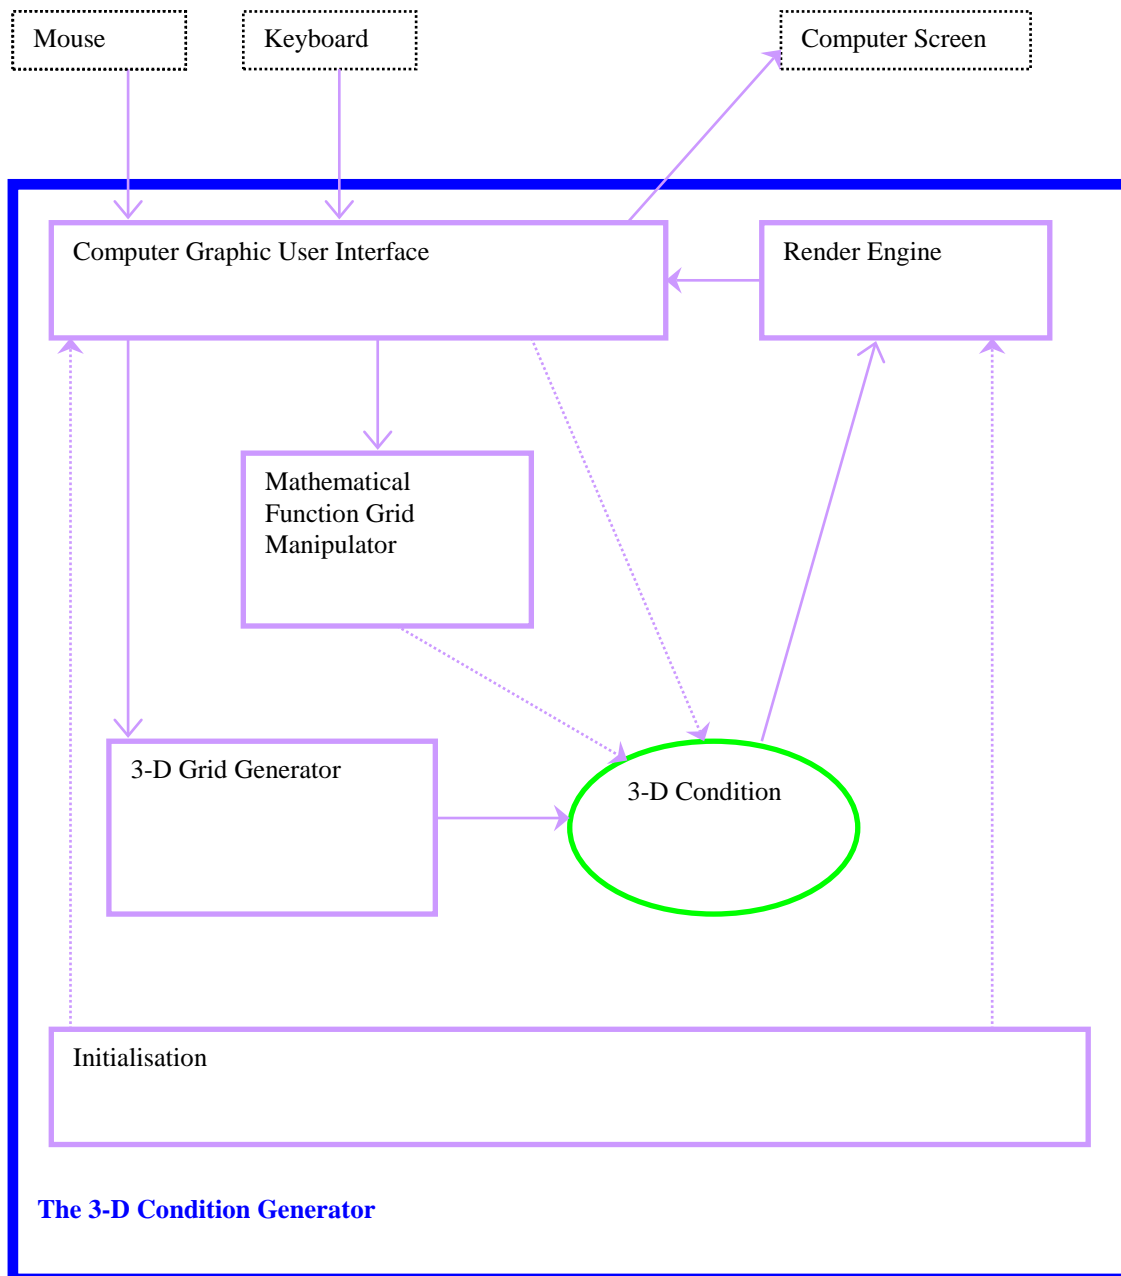 Mouse
Keyboard
Computer Screen
Computer Graphic User Interface
Render Engine
Mathematical
Function Grid
Manipulator
3-D Grid Generator
3-D Condition
Initialisation
The 3-D Condition Generator